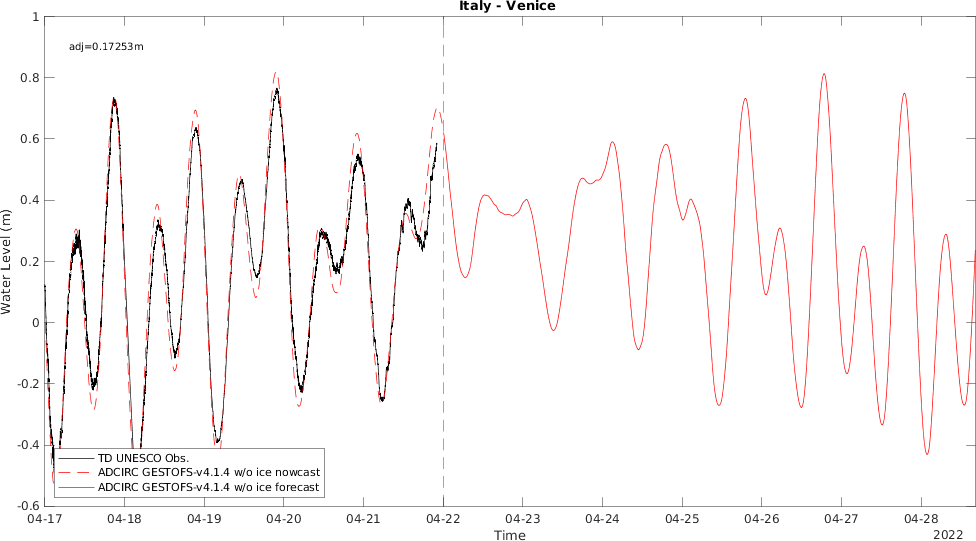 Italy - Venice
adj=0.17253m
Water Level (m)
1
0.8
0.6
0.4
0.2
0
-0.2
-0.4
-0.6
TD UNESCO Obs.
ADCIRC GESTOFS-v4.1.4 w/o ice nowcast
ADCIRC GESTOFS-v4.1.4 w/o ice forecast
04-17 04-18 04-19 04-20 04-21 04-22 04-23 04-24 04-25 04-26 04-27 04-28
Time
2022